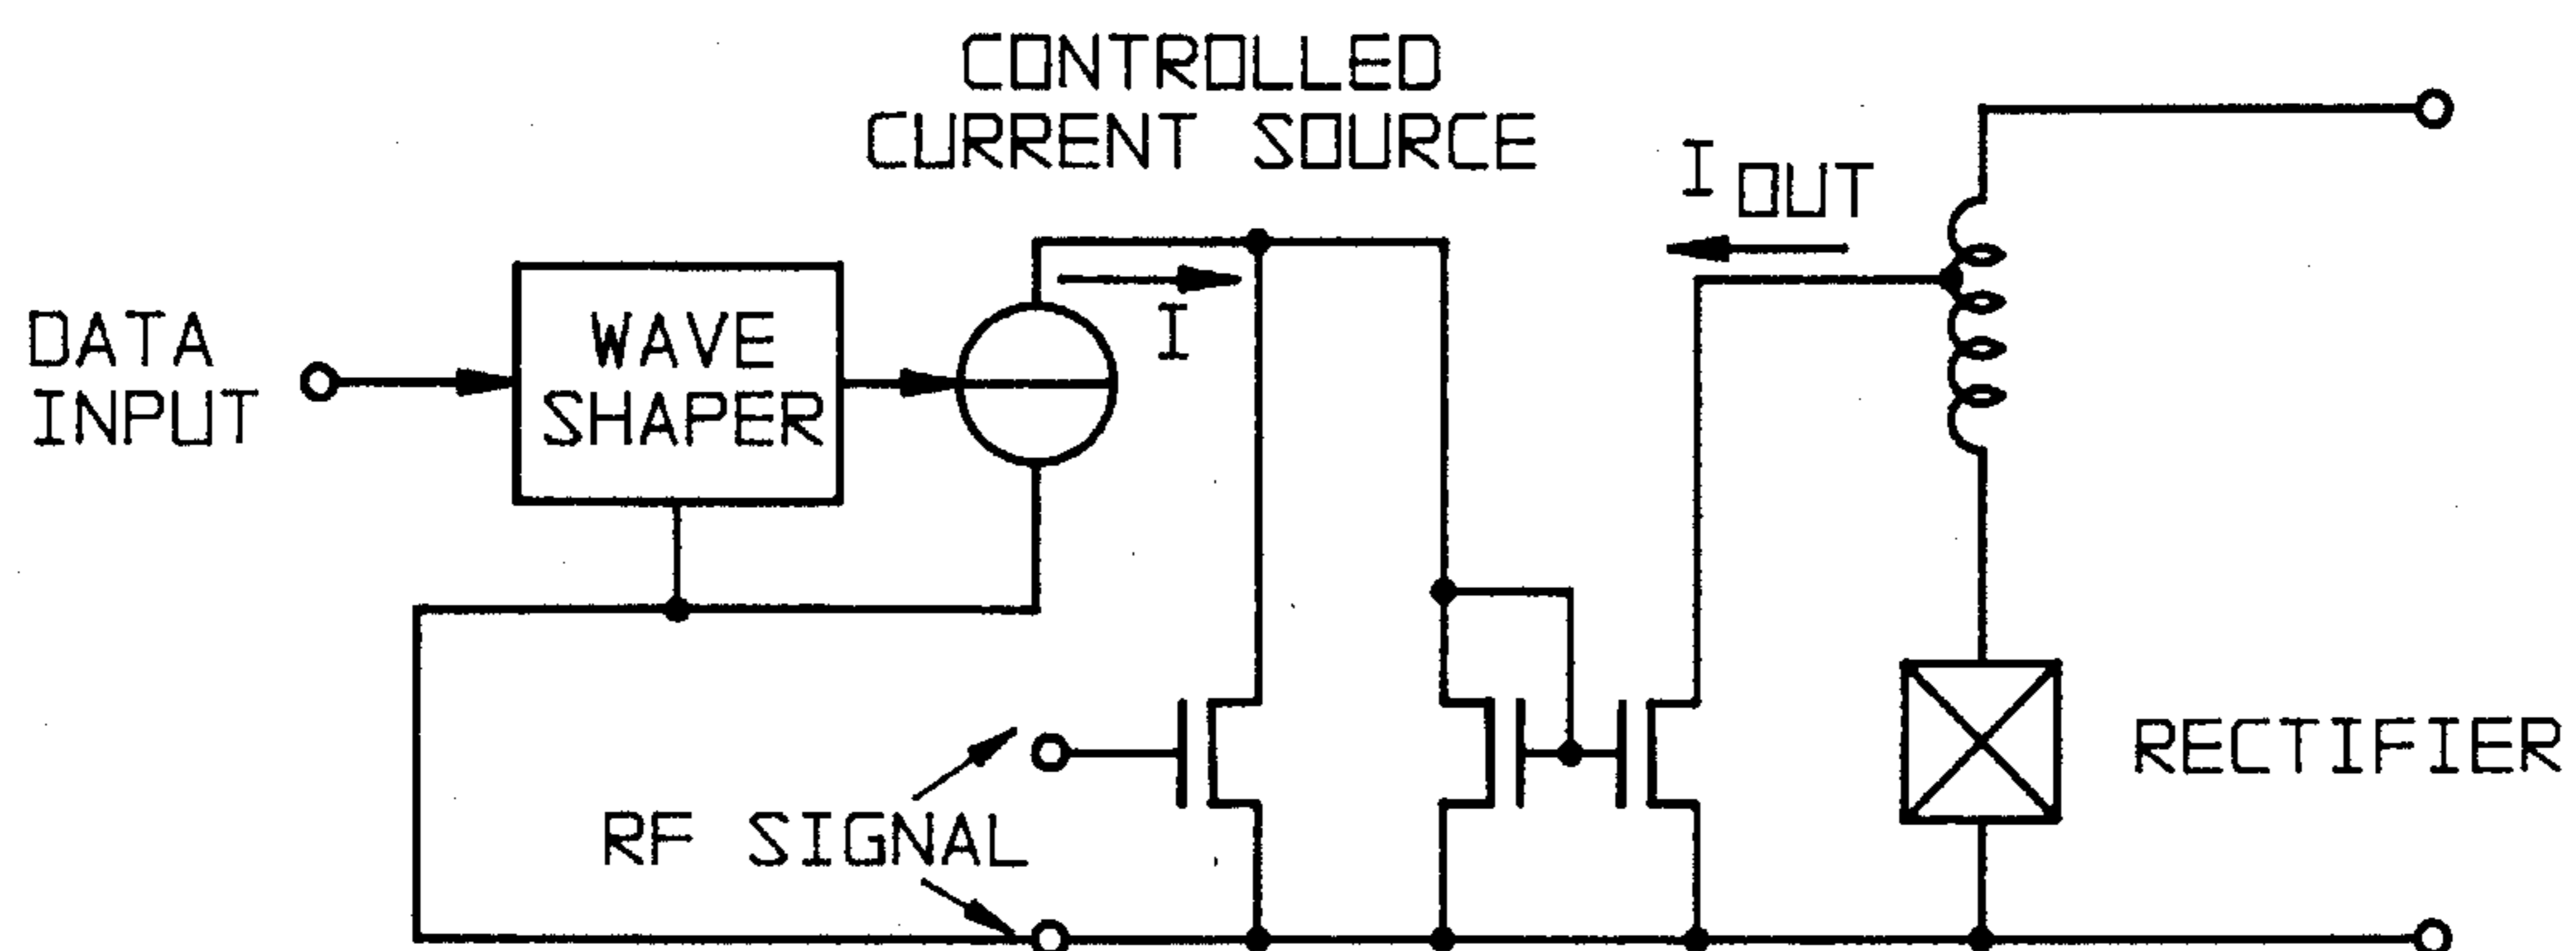 CONTROLLED
CURRENT SOURCE
I OUT
DATA
INPUT
WAVE
SHAPER
I
RF SIGNAL
RECTIFIER